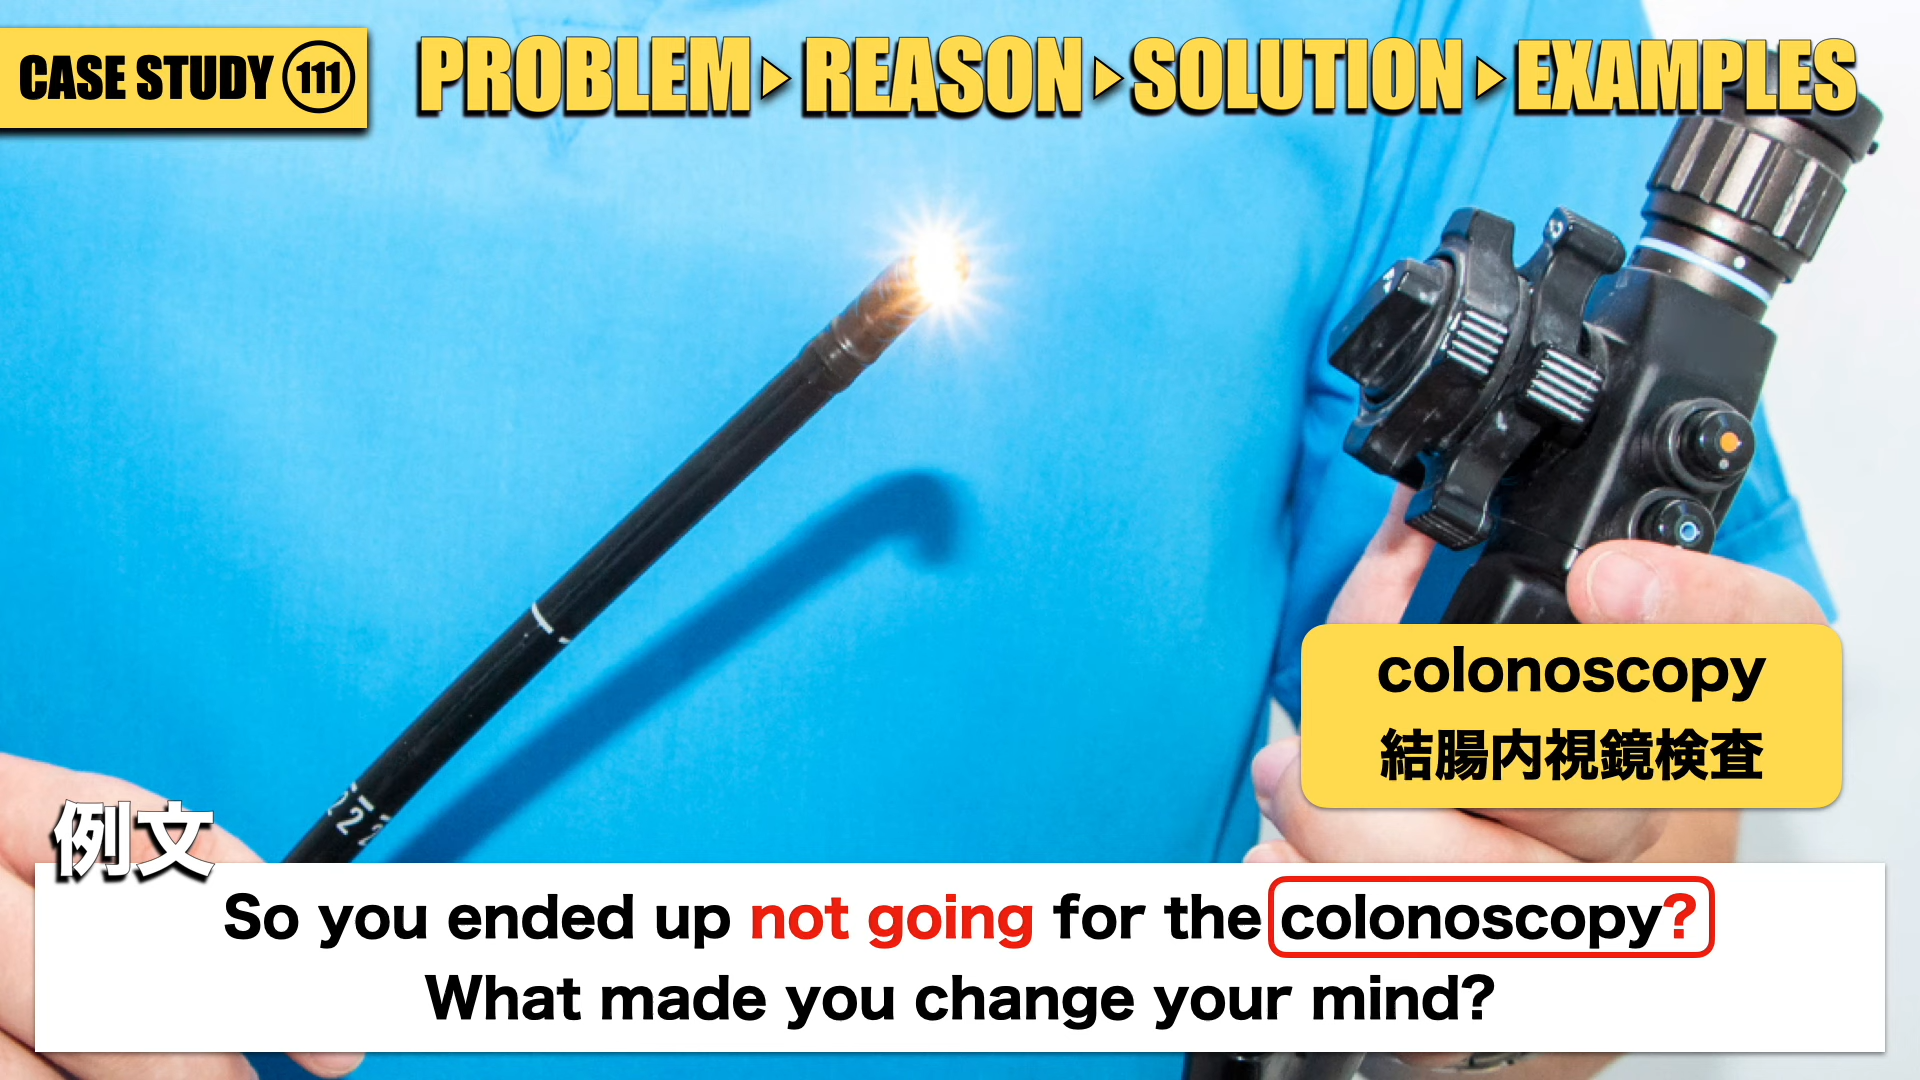 CASE STUDY 111
PROBLEM▶REASON▶SOLUTION▶EXAMPLES
colonoscopy
結腸内視鏡検査
例文
So you ended up not going for the colonoscopy?
What made you change your mind?